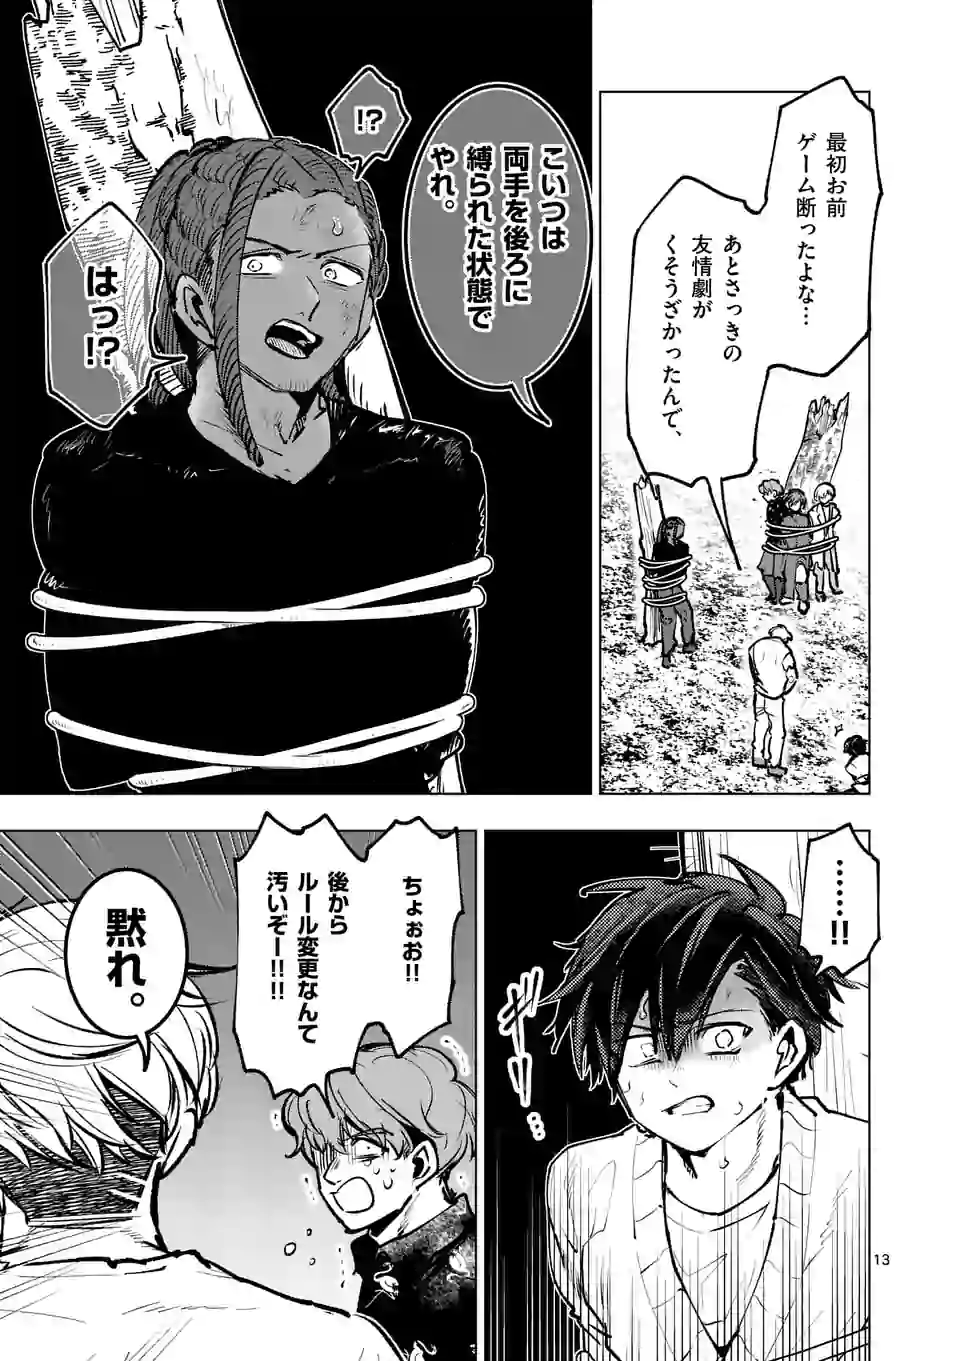 最初お前
ゲーム断ったよな…
あとさっきの
友情劇が
くそうざかったんで、
こいつは
両手を後ろに
縛られた状態で
やれ。
!?
はっ!?
……!!
ギリ…
ちょぉお!!
後から
ルール変更なんて
汚いぞー!!!!
黙れ。
13